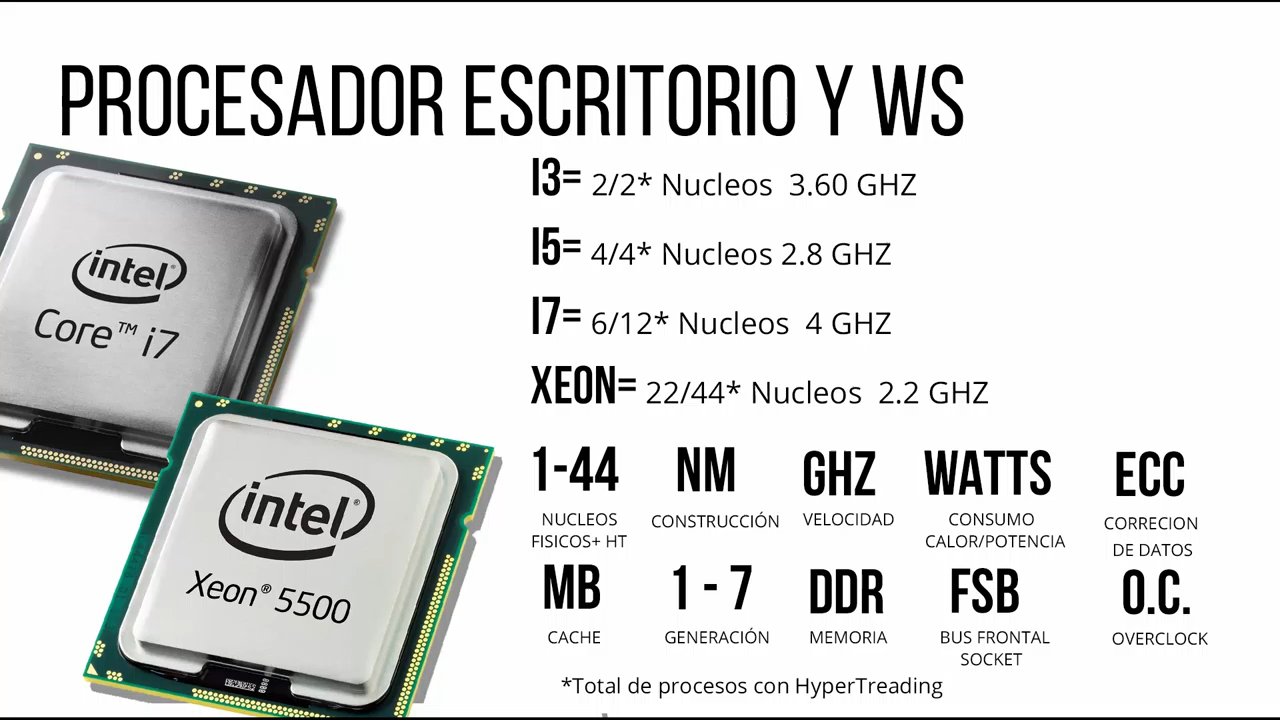 PROCESADOR ESCRITORIO Y WS
I3= 2/2* Nucleos 3.60 GHZ
I5= 4/4* Nucleos 2.8 GHZ
I7= 6/12* Nucleos 4 GHZ
XEON= 22/44* Nucleos 2.2 GHZ
intel®
Core™ i7
intel®
Xeon® 5500
1-44 NM GHZ WATTS ECC
NUCLEOS CONSTRUCCIÓN VELOCIDAD CONSUMO CORRECION
FISICOS+ HT CALOR/POTENCIA DE DATOS
MB 1 - 7 DDR FSB O.C.
CACHE GENERACIÓN MEMORIA BUS FRONTAL OVERCLOCK
SOCKET
*Total de procesos con HyperTreading